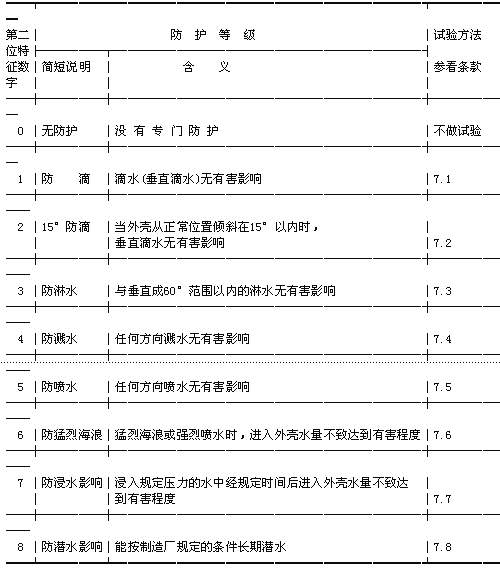 第二 防 护 等 级 试验方法
位特
征数 简短说明 含 义 参看条款
字
0 无防护 没 有 专 门 防 护 不做试验
1 防 滴 滴水(垂直滴水)无有害影响 7.1
2 15°防滴 当外壳从正常位置倾斜在15°以内时,
垂直滴水无有害影响 7.2
3 防淋水 与垂直成60°范围以内的淋水无有害影响 7.3
4 防溅水 任何方向溅水无有害影响 7.4
5 防喷水 任何方向喷水无有害影响 7.5
6 防猛烈海浪 猛烈海浪或强烈喷水时,进入外壳水量不致达到有害程度 7.6
7 防浸水影响 浸入规定压力的水中经规定时间后进入外壳水量不致达
到有害程度 7.7
8 防潜水影响 能按制造厂规定的条件长期潜水 7.8